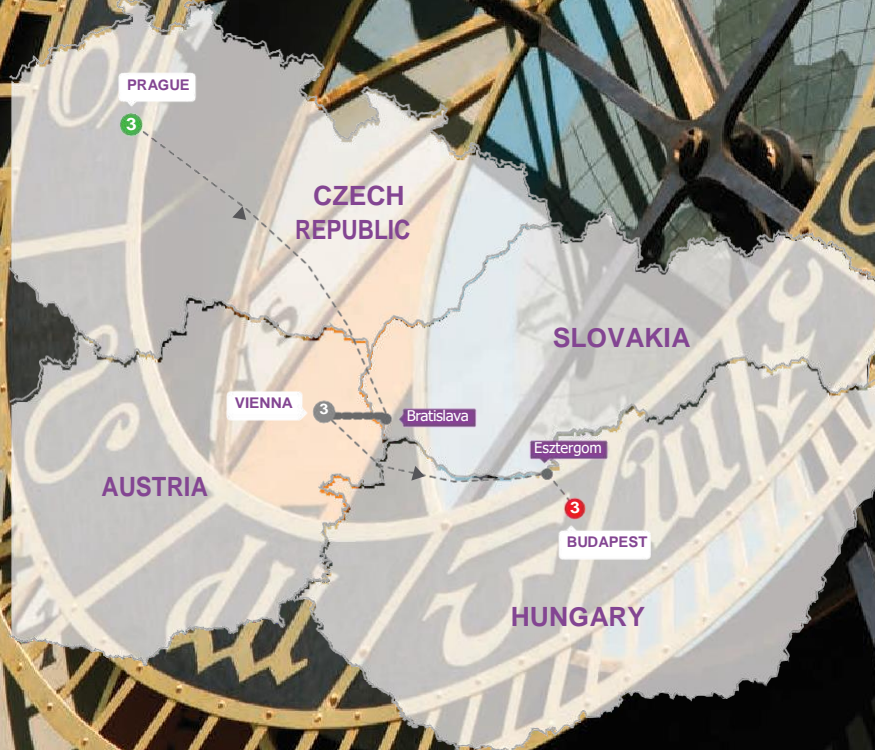 PRAGUE
3
CZECH
REPUBLIC
SLOVAKIA
VIENNA
3
Bratislava
Esztergom
AUSTRIA
3
BUDAPEST
HUNGARY